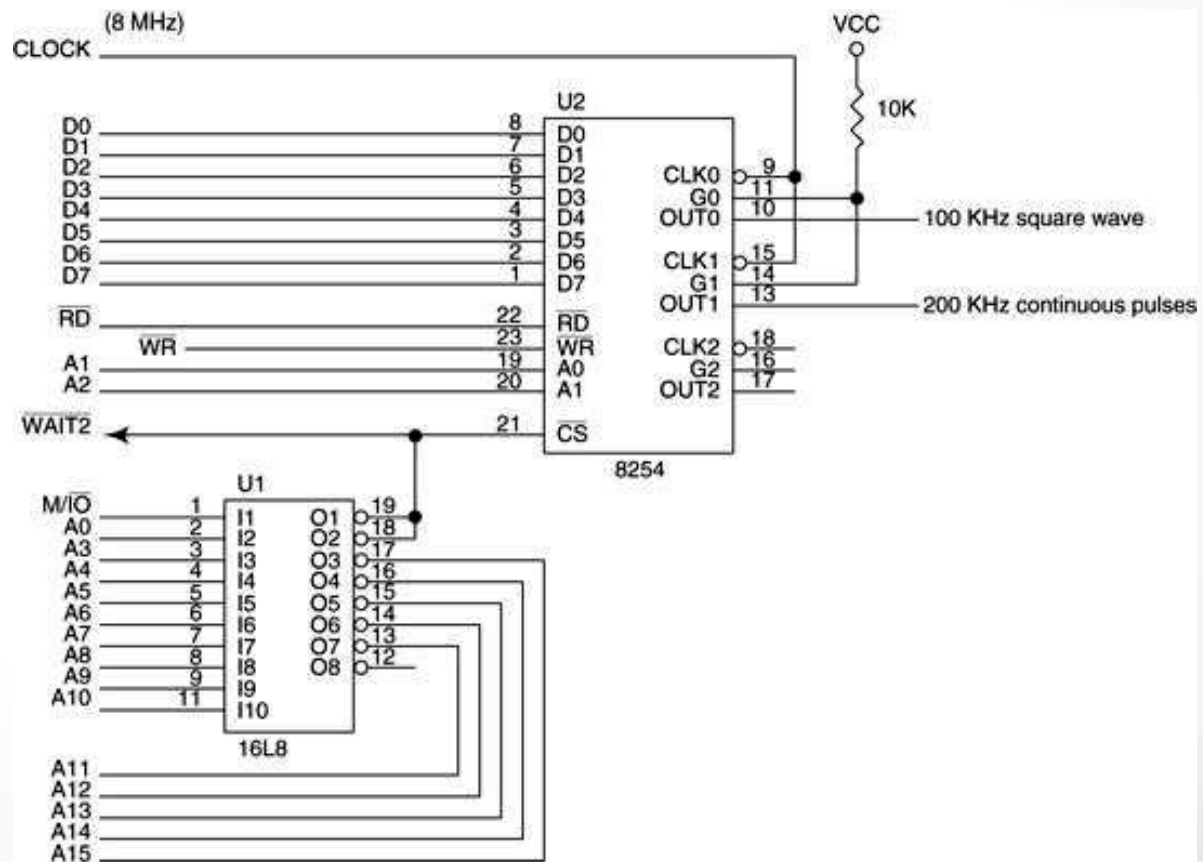 (8 MHz)
CLOCK
VCC
10K
U2
D0 8 D0
D1 7 D1
D2 6 D2
D3 5 D3
D4 4 D4
D5 3 D5
D6 2 D6
D7 1 D7
RD 22 RD
WR 23 WR
A1 19 A0
A2 20 A1
WAIT2 21 CS
CLK0 9
G0 11
OUT0 10 100 KHz square wave
CLK1 15
G1 14
OUT1 13 200 KHz continuous pulses
CLK2 18
G2 16
OUT2 17
8254
U1
M/IO 1 I1 O1 19
A0 2 I2 O2 18
A3 3 I3 O3 17
A4 4 I4 O4 16
A5 5 I5 O5 15
A6 6 I6 O6 14
A7 7 I7 O7 13
A8 8 I8 O8 12
A9 9 I9
A10 11 I10
16L8
A11
A12
A13
A14
A15